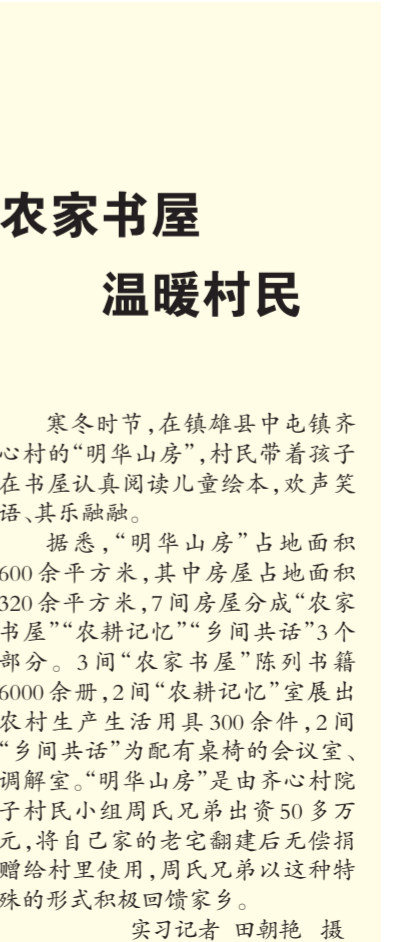 农家书屋
温暖村民
寒冬时节,在镇雄县中屯镇齐
心村的“明华山房”,村民带着孩子
在书屋认真阅读儿童绘本,欢声笑
语、其乐融融。
据悉,“明华山房”占地面积
600余平方米,其中房屋占地面积
320余平方米,7间房屋分成“农家
书屋”“农耕记忆”“乡间共话”3个
部分。3间“农家书屋”陈列书籍
6000余册,2间“农耕记忆”室展出
农村生产生活用具300余件,2间
“乡间共话”为配有桌椅的会议室、
调解室。“明华山房”是由齐心村院
子村民小组周氏兄弟出资50多万
元,将自己家的老宅翻建后无偿捐
赠给村里使用,周氏兄弟以这种特
殊的形式积极回馈家乡。
实习记者 田朝艳 摄